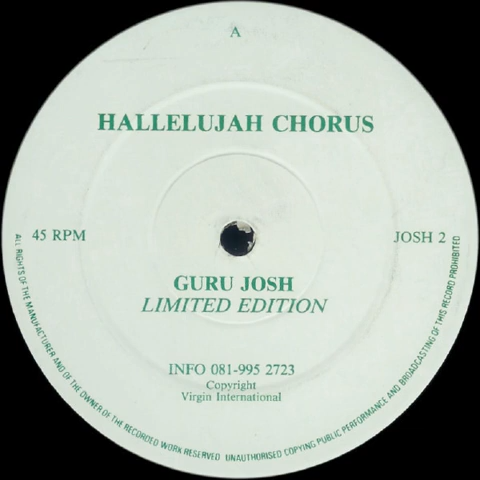 A
HALLELUJAH CHORUS
45 RPM
JOSH 2
GURU JOSH
LIMITED EDITION
INFO 081-995 2723
Copyright
Virgin International
ALL RIGHTS OF THE MANUFACTURER AND OF THE OWNER OF THE RECORDED WORK RESERVED UNAUTHORISED COPYING PUBLIC PERFORMANCE AND BROADCASTING OF THIS RECORD PROHIBITED